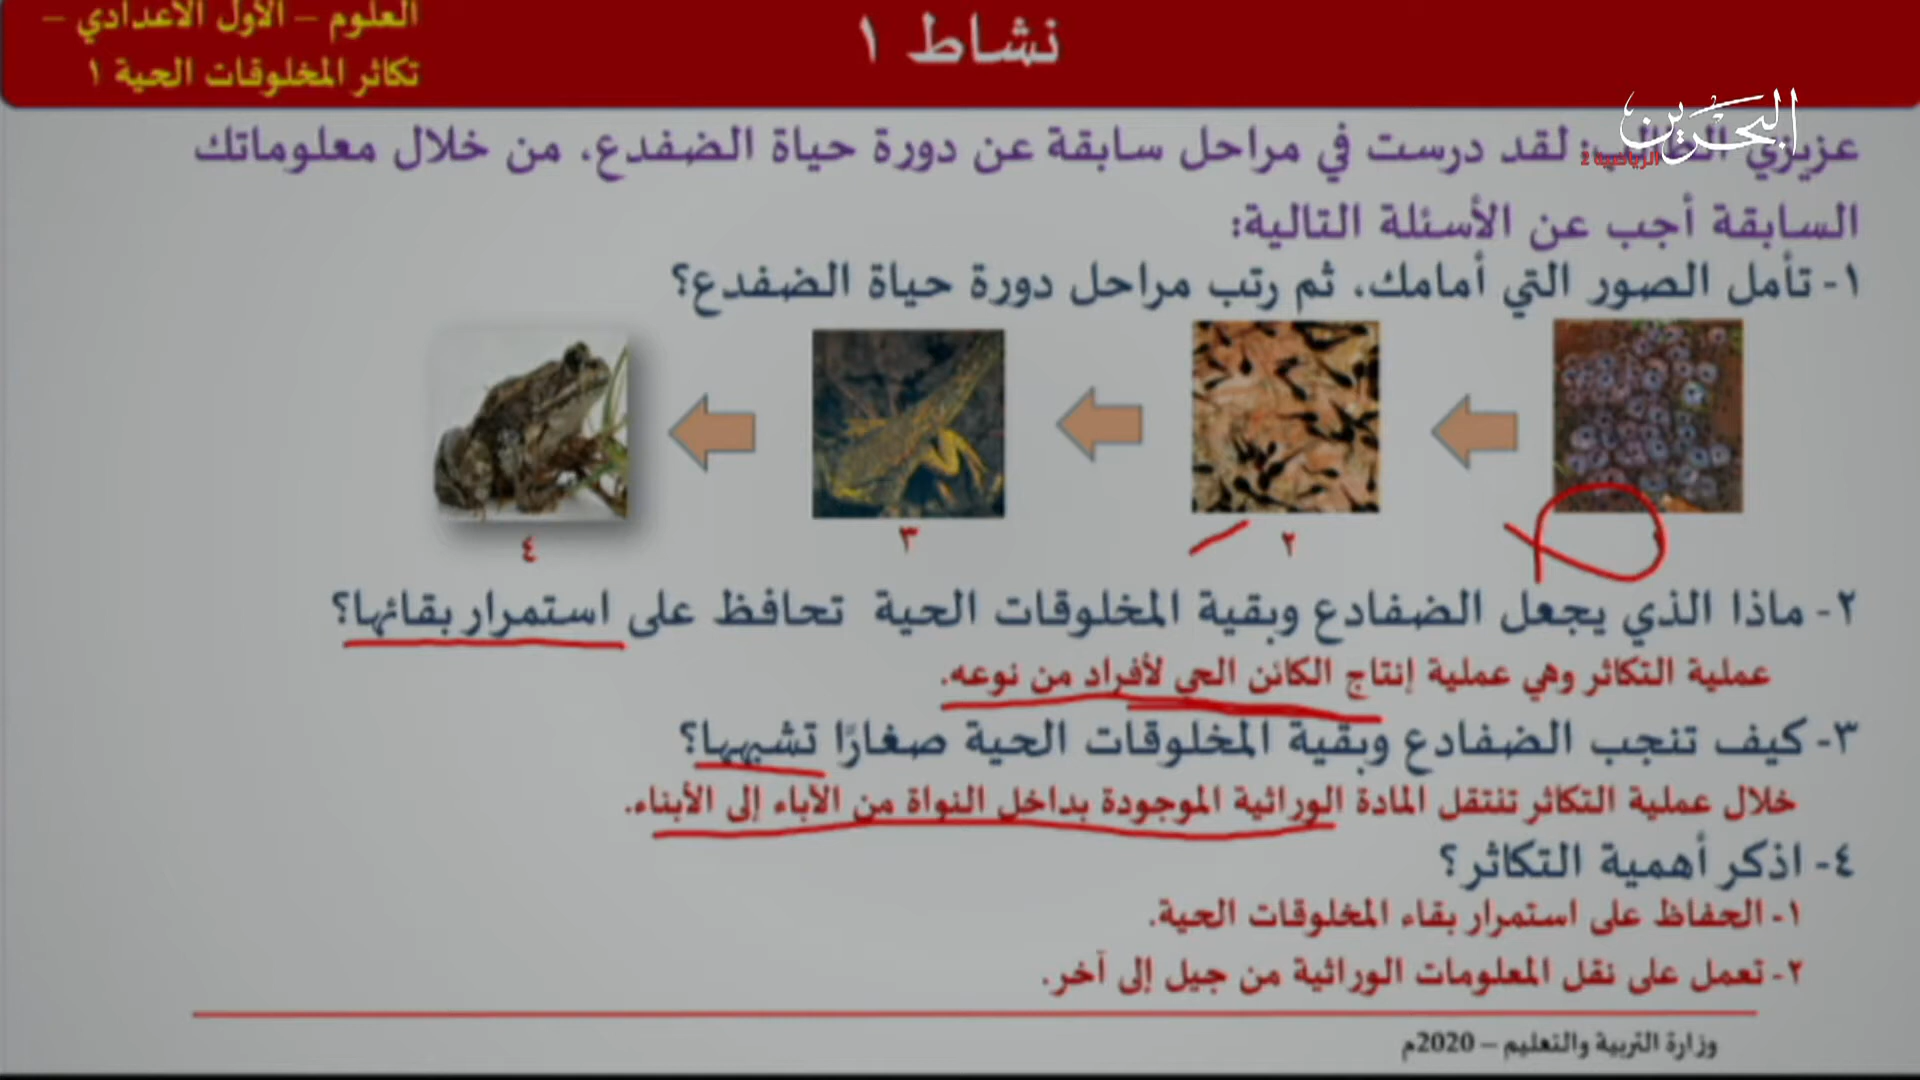 نشاط ١
العلوم – الأول الأعدادي –
تكاثر المخلوقات الحية ١
البحرين
الرياضية 2
عزيزي الطالب: لقد درست في مراحل سابقة عن دورة حياة الضفدع، من خلال معلوماتك
السابقة أجب عن الأسئلة التالية:
١- تأمل الصور التي أمامك، ثم رتب مراحل دورة حياة الضفدع؟
٢
٣
٤
٢- ماذا الذي يجعل الضفادع وبقية المخلوقات الحية تحافظ على استمرار بقائها؟
عملية التكاثر وهي عملية إنتاج الكائن الحي لأفراد من نوعه.
٣- كيف تنجب الضفادع وبقية المخلوقات الحية صغارًا تشبهها؟
خلال عملية التكاثر تنتقل المادة الوراثية الموجودة بداخل النواة من الآباء إلى الأبناء.
٤- اذكر أهمية التكاثر؟
١- الحفاظ على استمرار بقاء المخلوقات الحية.
٢- تعمل على نقل المعلومات الوراثية من جيل إلى آخر.
وزارة التربية والتعليم – 2020م